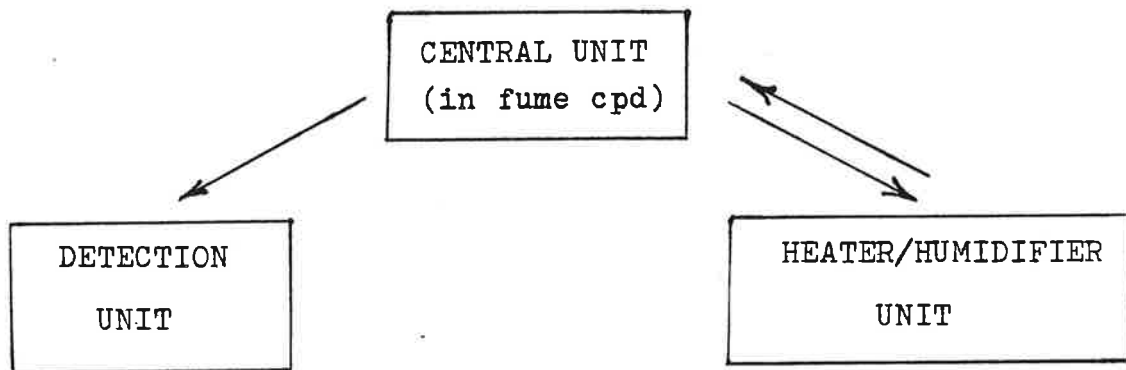 CENTRAL UNIT
(in fume cpd)
DETECTION
UNIT
HEATER/HUMIDIFIER
UNIT